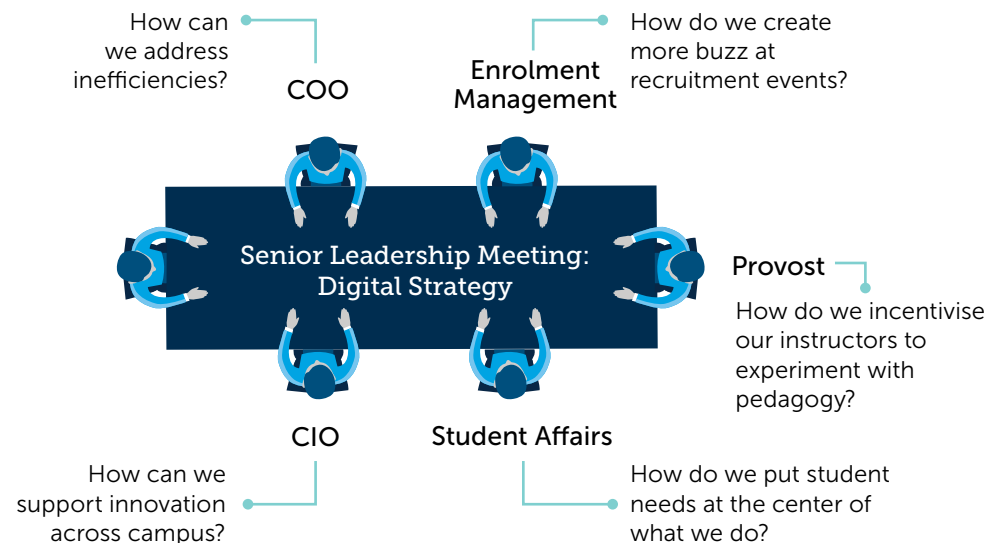 How can
we address
inefficiencies?
COO
Enrolment
Management
How do we create
more buzz at
recruitment events?
Senior Leadership Meeting:
Digital Strategy
Provost
How do we incentivise
our instructors to
experiment with
pedagogy?
CIO
Student Affairs
How can we
support innovation
across campus?
How do we put student
needs at the center of
what we do?